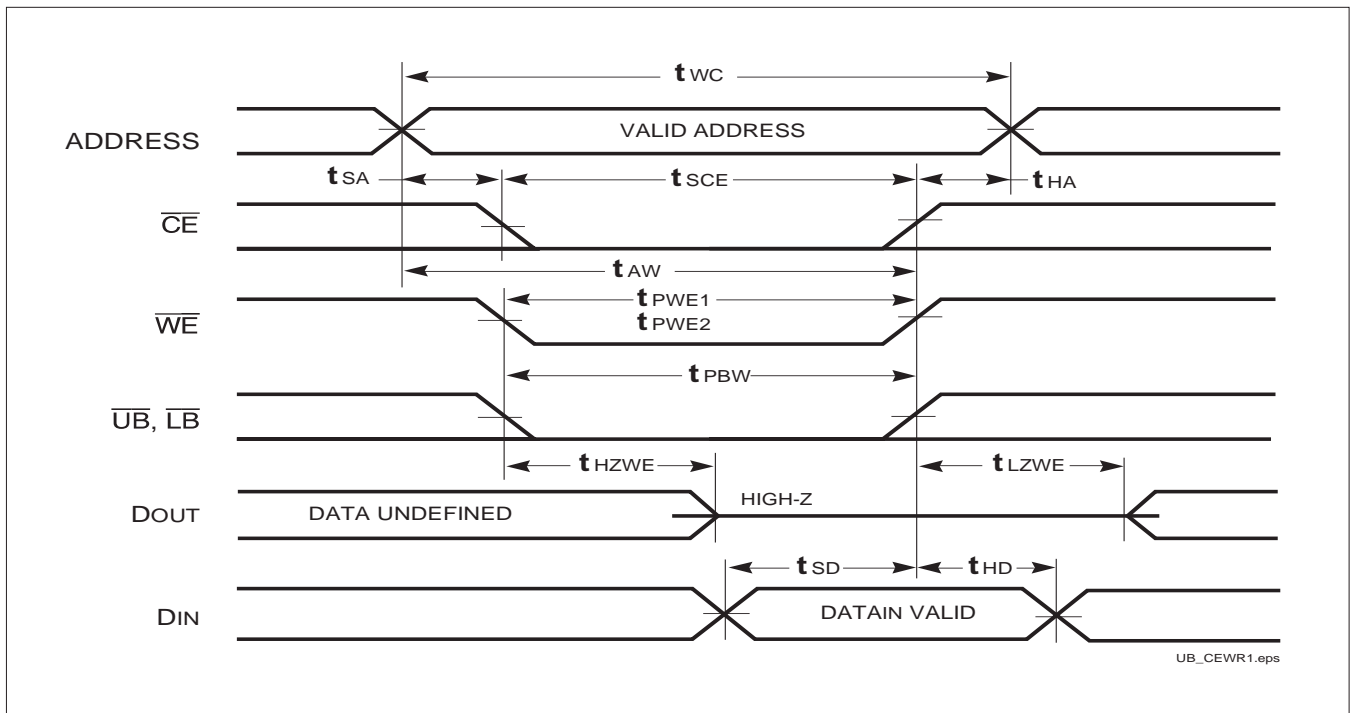 tWC
ADDRESS
VALID ADDRESS
tSA
tSCE
tHA
CE
tAW
tPWE1
WE
tPWE2
tPBW
UB, LB
tHZWE
tLZWE
HIGH-Z
DOUT
DATA UNDEFINED
tSD
tHD
DIN
DATAIN VALID
UB_CEWR1.eps